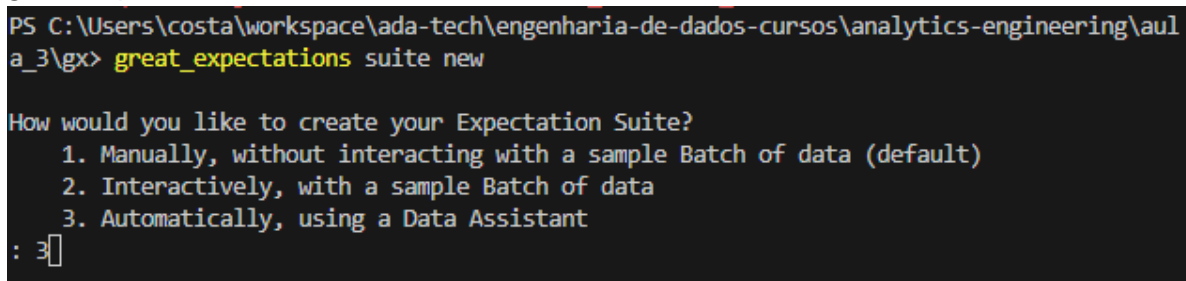 PS C:\Users\costa\workspace\ada-tech\engenharia-de-dados-cursos\analytics-engineering\aul
a_3\gx> great_expectations suite new
How would you like to create your Expectation Suite?
    1. Manually, without interacting with a sample Batch of data (default)
    2. Interactively, with a sample Batch of data
    3. Automatically, using a Data Assistant
: 3